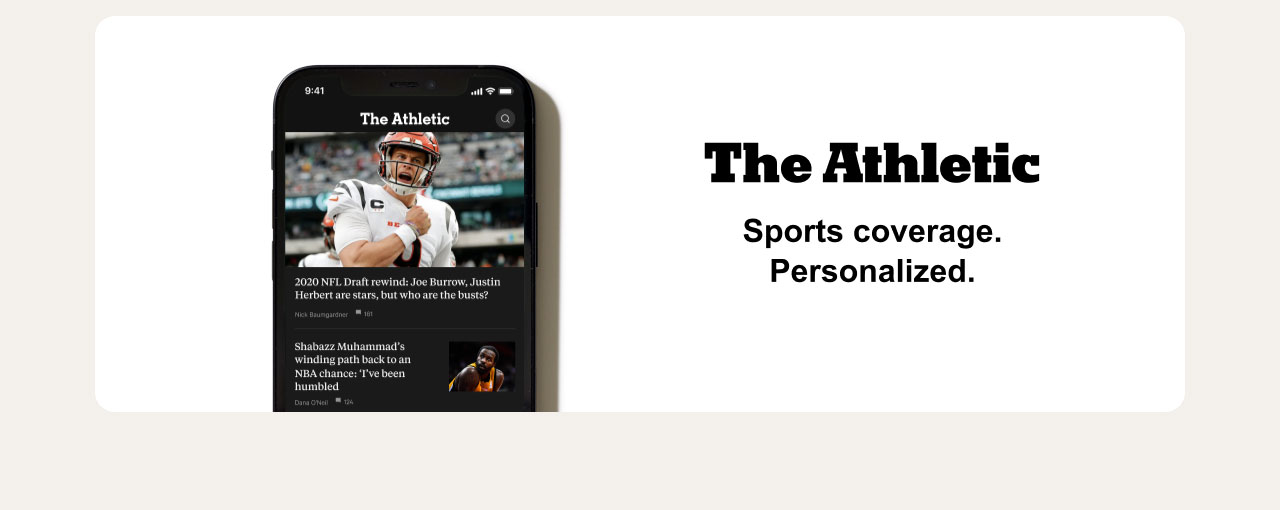 9:41
The Athletic
2020 NFL Draft rewind: Joe Burrow, Justin
Herbert are stars, but who are the busts?
Nick Baumgardner 161
Shabazz Muhammad's
winding path back to an
NBA chance: 'I've been
humbled
Dana O'Neil 124
The Athletic
Sports coverage.
Personalized.